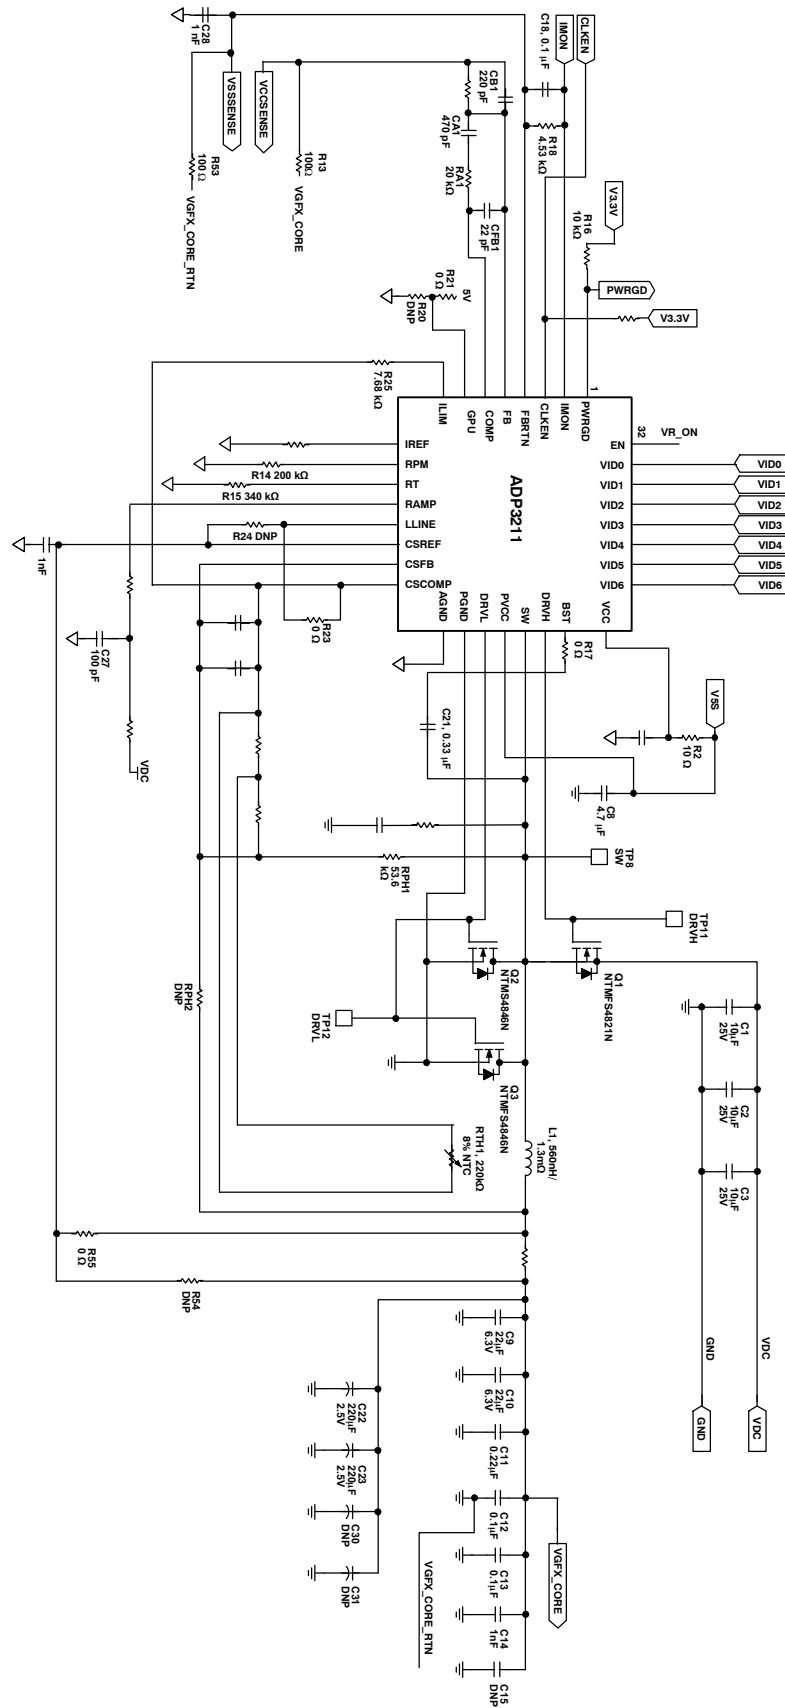 C28
1 nF
VSSSENSE
VCCSENSE
R53
100 Ω
VGFX_CORE_RTN
R13
100Ω
VGFX_CORE
CB1
220 pF
CA1
470 pF
RA1
20 kΩ
CFB1
22 pF
C18, 0.1 μF
IMON
CLKEN
R18
4.53 kΩ
V3.3V
R16
10 kΩ
PWRGD
V3.3V
R21
0 Ω
5V
R20
DNP
R25
7.68 kΩ
1
ILIM
GPU
COMP
FB
FBRTN
CLKEN
IMON
PWRGD
32
VR_ON
EN
VID0
VID1
VID2
VID3
VID4
VID5
VID6
VID0
VID1
VID2
VID3
VID4
VID5
VID6
ADP3211
IREF
RPM
RT
RAMP
LLINE
CSREF
CSFB
CSCOMP
R14 200 kΩ
R15 340 kΩ
R24 DNP
1nF
R23
0 Ω
C27
100 pF
VDC
AGND
PGND
DRVL
PVCC
SW
DRVH
BST
VCC
R17
0 Ω
C21, 0.33 μF
V5S
R2
10 Ω
C8
4.7 μF
RPH1
53.6
kΩ
TP8
SW
TP11
DRVH
Q2
NTMS4846N
Q1
NTMFS4821N
RPH2
DNP
TP12
DRVL
Q3
NTMFS4846N
C1
10μF
25V
C2
10μF
25V
C3
10μF
25V
RTH1, 220kΩ
8% NTC
L1, 560nH/
1.3mΩ
R55
0 Ω
R54
DNP
GND
VDC
GND
VDC
C9
22μF
6.3V
C10
22μF
6.3V
C11
0.22μF
C12
0.1μF
C13
0.1μF
C14
1nF
C15
DNP
C22
220μF
2.5V
C23
220μF
2.5V
C30
DNP
C31
DNP
VGFX_CORE
VGFX_CORE_RTN